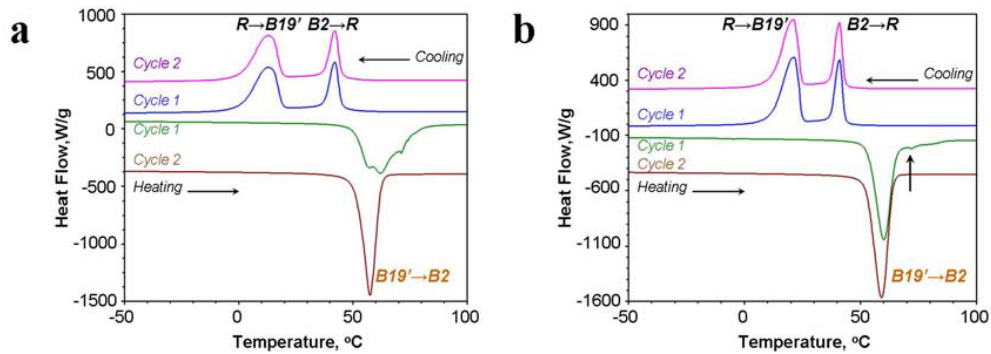 a
R→B19' B2→R
1000
500
0
-500
-1000
-1500
Heat Flow,W/g
Cycle 2
Cooling
Cycle 1
Cycle 1
Cycle 2
Heating
B19'→B2
-50
0
50
100
Temperature, ºC
b
R→B19' B2→R
900
400
-100
-600
-1100
-1600
Heat Flow,W/g
Cycle 2
Cooling
Cycle 1
Cycle 1
Cycle 2
Heating
B19'→B2
-50
0
50
100
Temperature, ºC